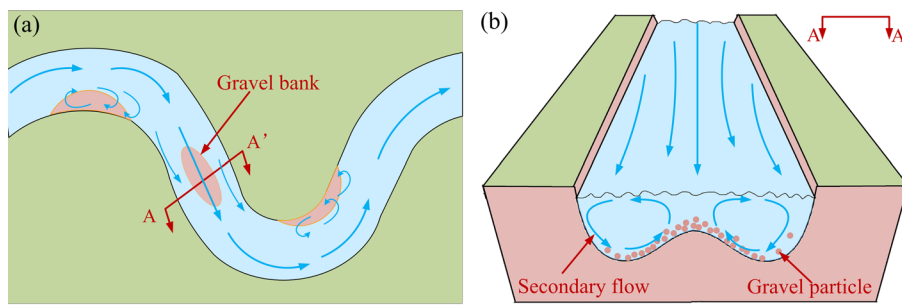 (a)
Gravel bank
A'
A
(b)
A
A
Secondary flow
Gravel particle